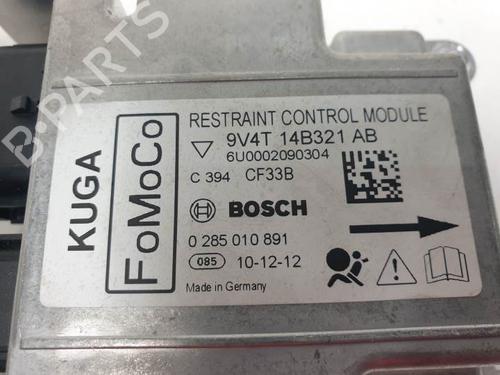 RESTRAINT CONTROL MODULE
9V4T 14B321 AB
6U0002090304
C 394 CF33B
BOSCH
0 285 010 891
085 10-12-12
Made in Germany
KUGA
FoMoCo
B-PARTS